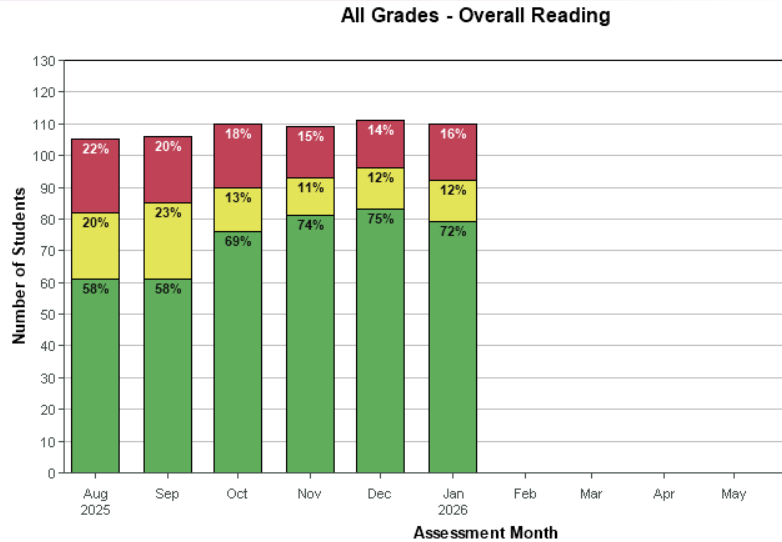 All Grades - Overall Reading
Number of Students
130
120
110
100
90
80
70
60
50
40
30
20
10
0
22% 20% 18% 15% 14% 16%
20% 23% 13% 11% 12% 12%
58% 58% 69% 74% 75% 72%
Aug Sep Oct Nov Dec Jan Feb Mar Apr May
2025 2026
Assessment Month